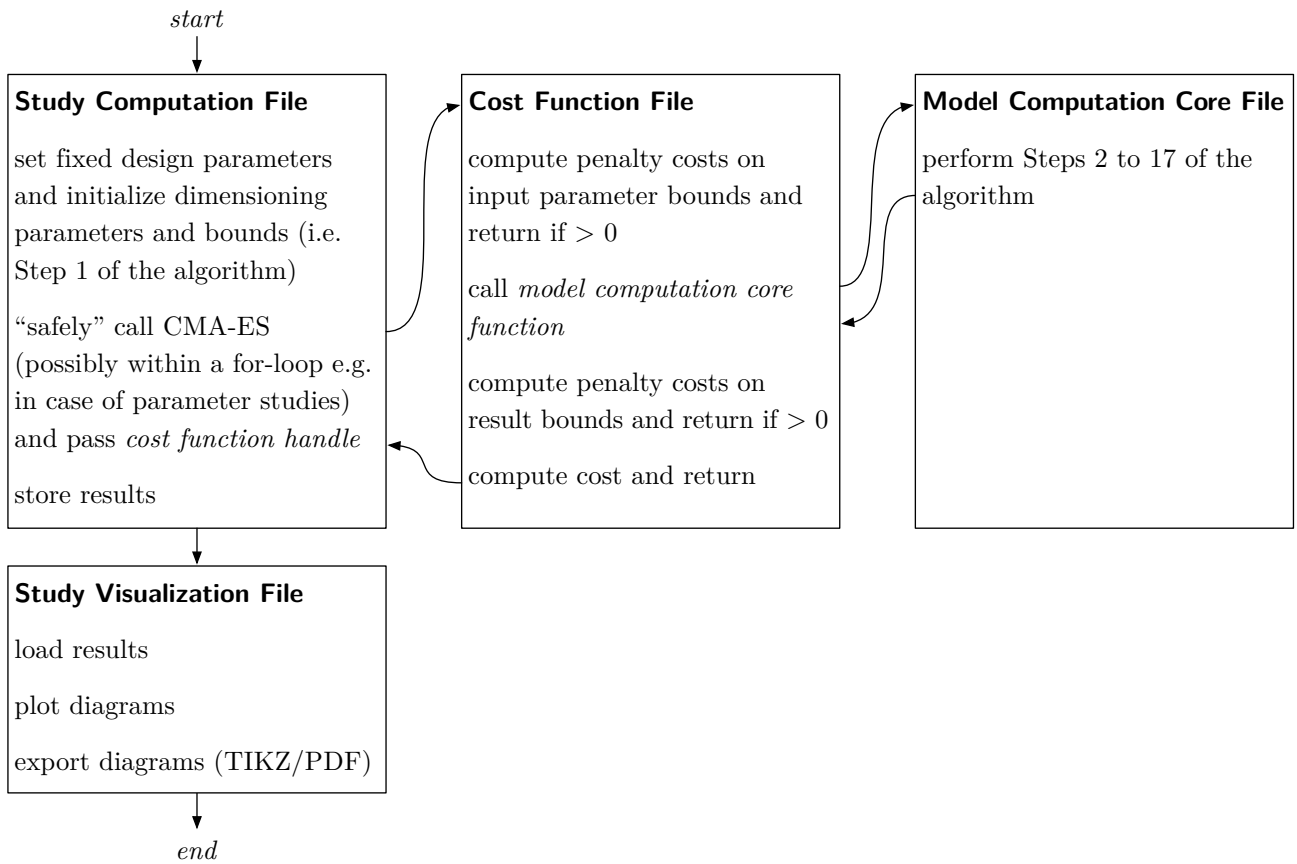 start
Study Computation File
set fixed design parameters
and initialize dimensioning
parameters and bounds (i.e.
Step 1 of the algorithm)
“safely” call CMA-ES
(possibly within a for-loop e.g.
in case of parameter studies)
and pass cost function handle
store results
Cost Function File
compute penalty costs on
input parameter bounds and
return if > 0
call model computation core
function
compute penalty costs on
result bounds and return if > 0
compute cost and return
Model Computation Core File
perform Steps 2 to 17 of the
algorithm
Study Visualization File
load results
plot diagrams
export diagrams (TIKZ/PDF)
end